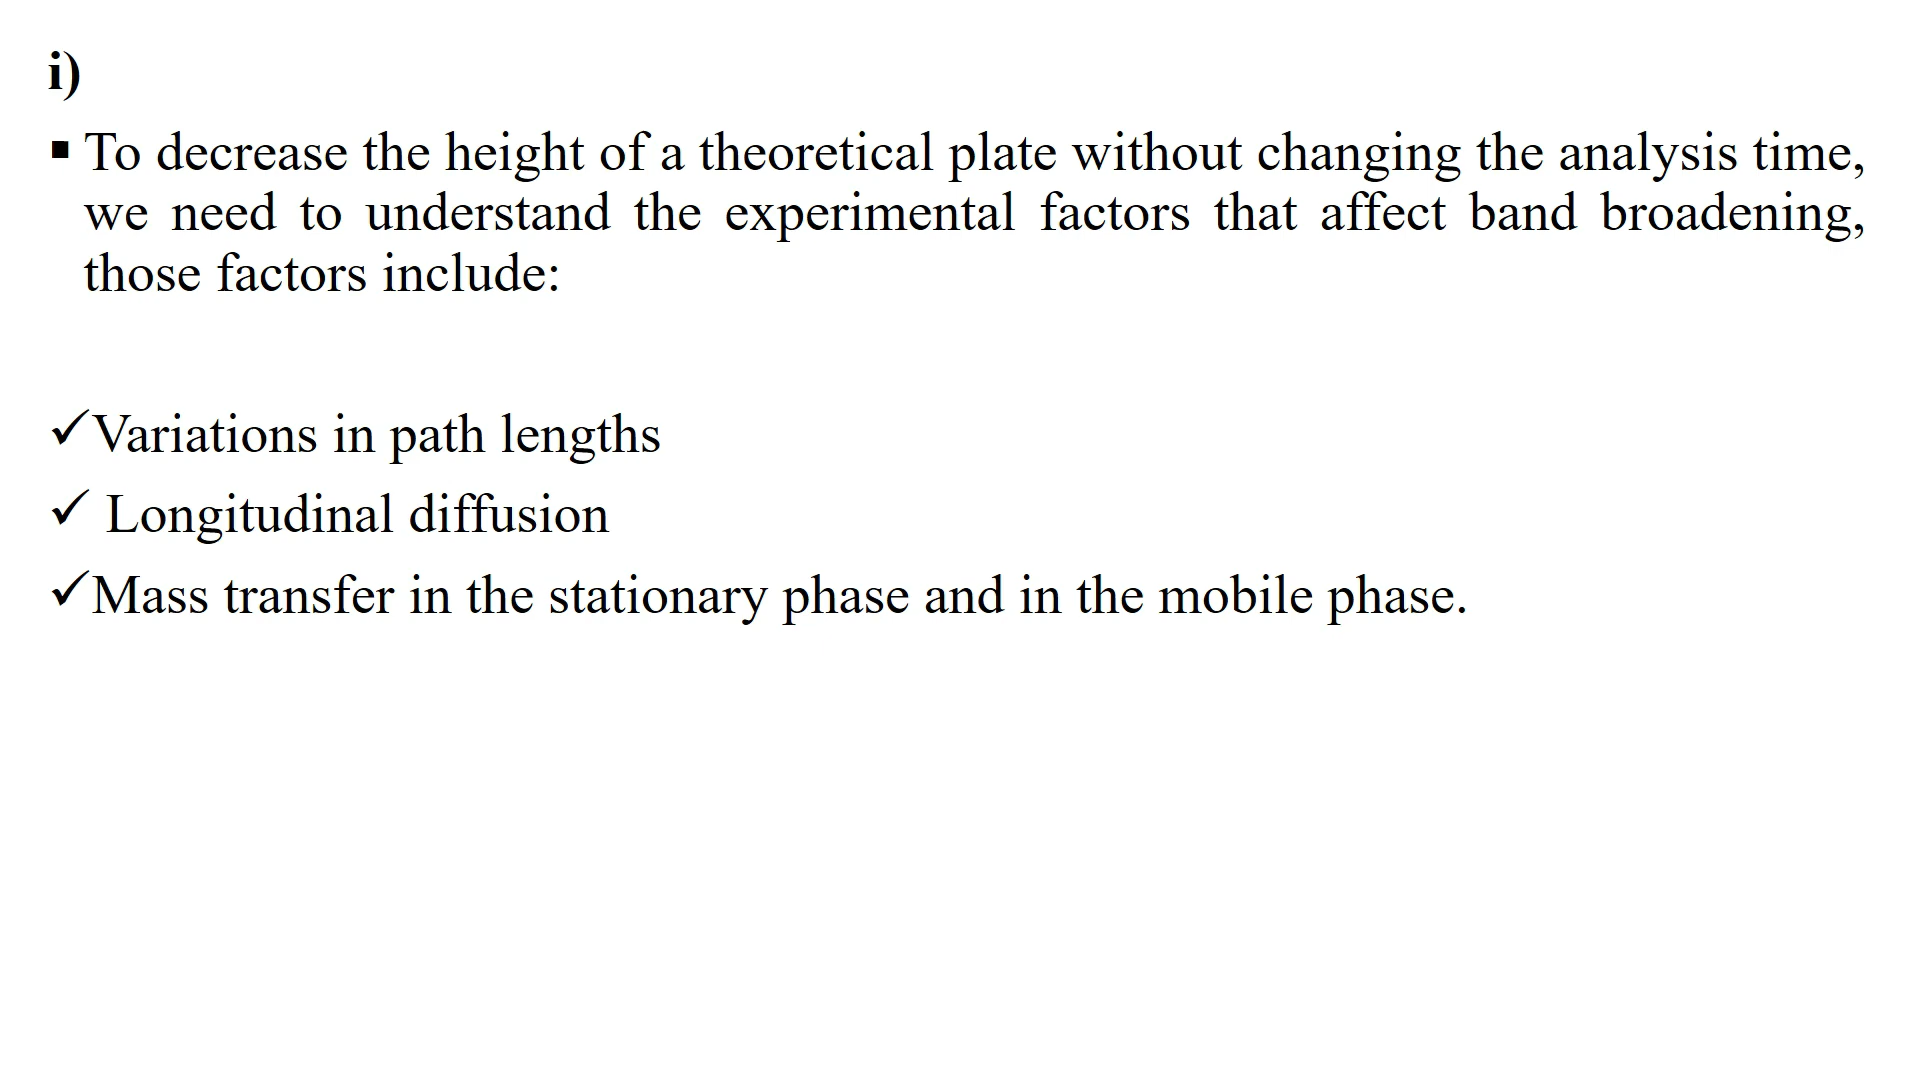 i)
▪ To decrease the height of a theoretical plate without changing the analysis time,
we need to understand the experimental factors that affect band broadening,
those factors include:
✓Variations in path lengths
✓ Longitudinal diffusion
✓Mass transfer in the stationary phase and in the mobile phase.